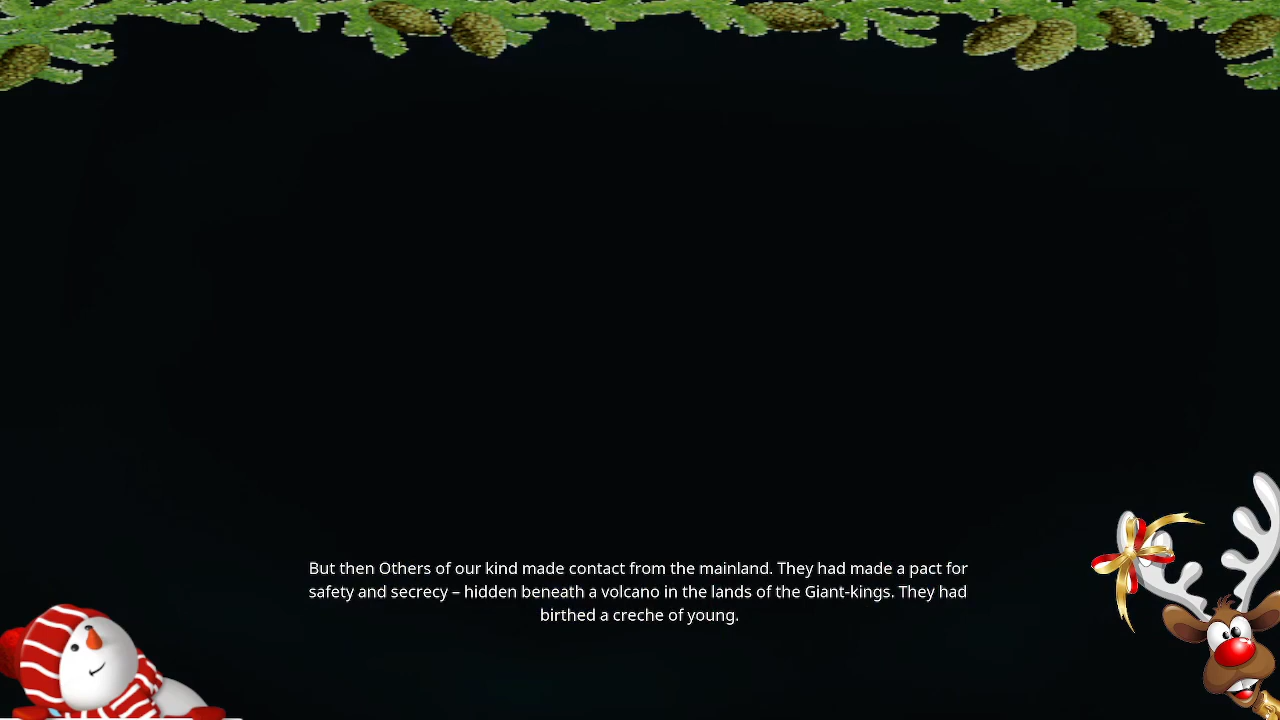 But then Others of our kind made contact from the mainland. They had made a pact for
safety and secrecy – hidden beneath a volcano in the lands of the Giant-kings. They had
birthed a creche of young.